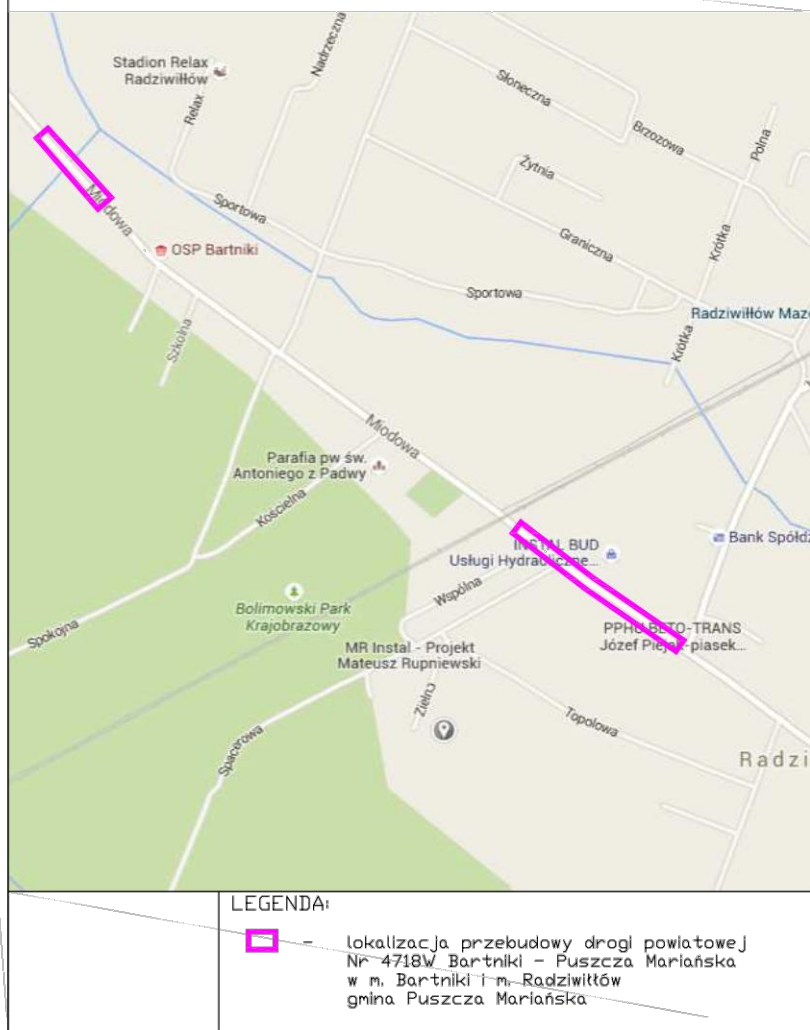 Stadion Relax
Radziwiłłów
Nadrzeczna
Relax
Słoneczna
Brzozowa
Polna
Żytnia
Miodowa
Sportowa
OSP Bartniki
Graniczna
Krótka
Sportowa
Radziwiłłów Mazo
Szkolna
Krótka
Miodowa
Parafia pw św.
Antoniego z Padwy
Kościelna
INSTAL BUD
Usługi Hydrauliczne...
Bank Spółdz
Wspólna
Bolimowski Park
Krajobrazowy
PPHU BETO-TRANS
Józef Piejak-piasek...
Spokojna
MR Instal - Projekt
Mateusz Rupniewski
Topolowa
Spacerowa
Radzi
LEGENDA:
- lokalizacja przebudowy drogi powiatowej
Nr 4718W Bartniki - Puszcza Mariańska
w m. Bartniki i m. Radziwiłłów
gmina Puszcza Mariańska